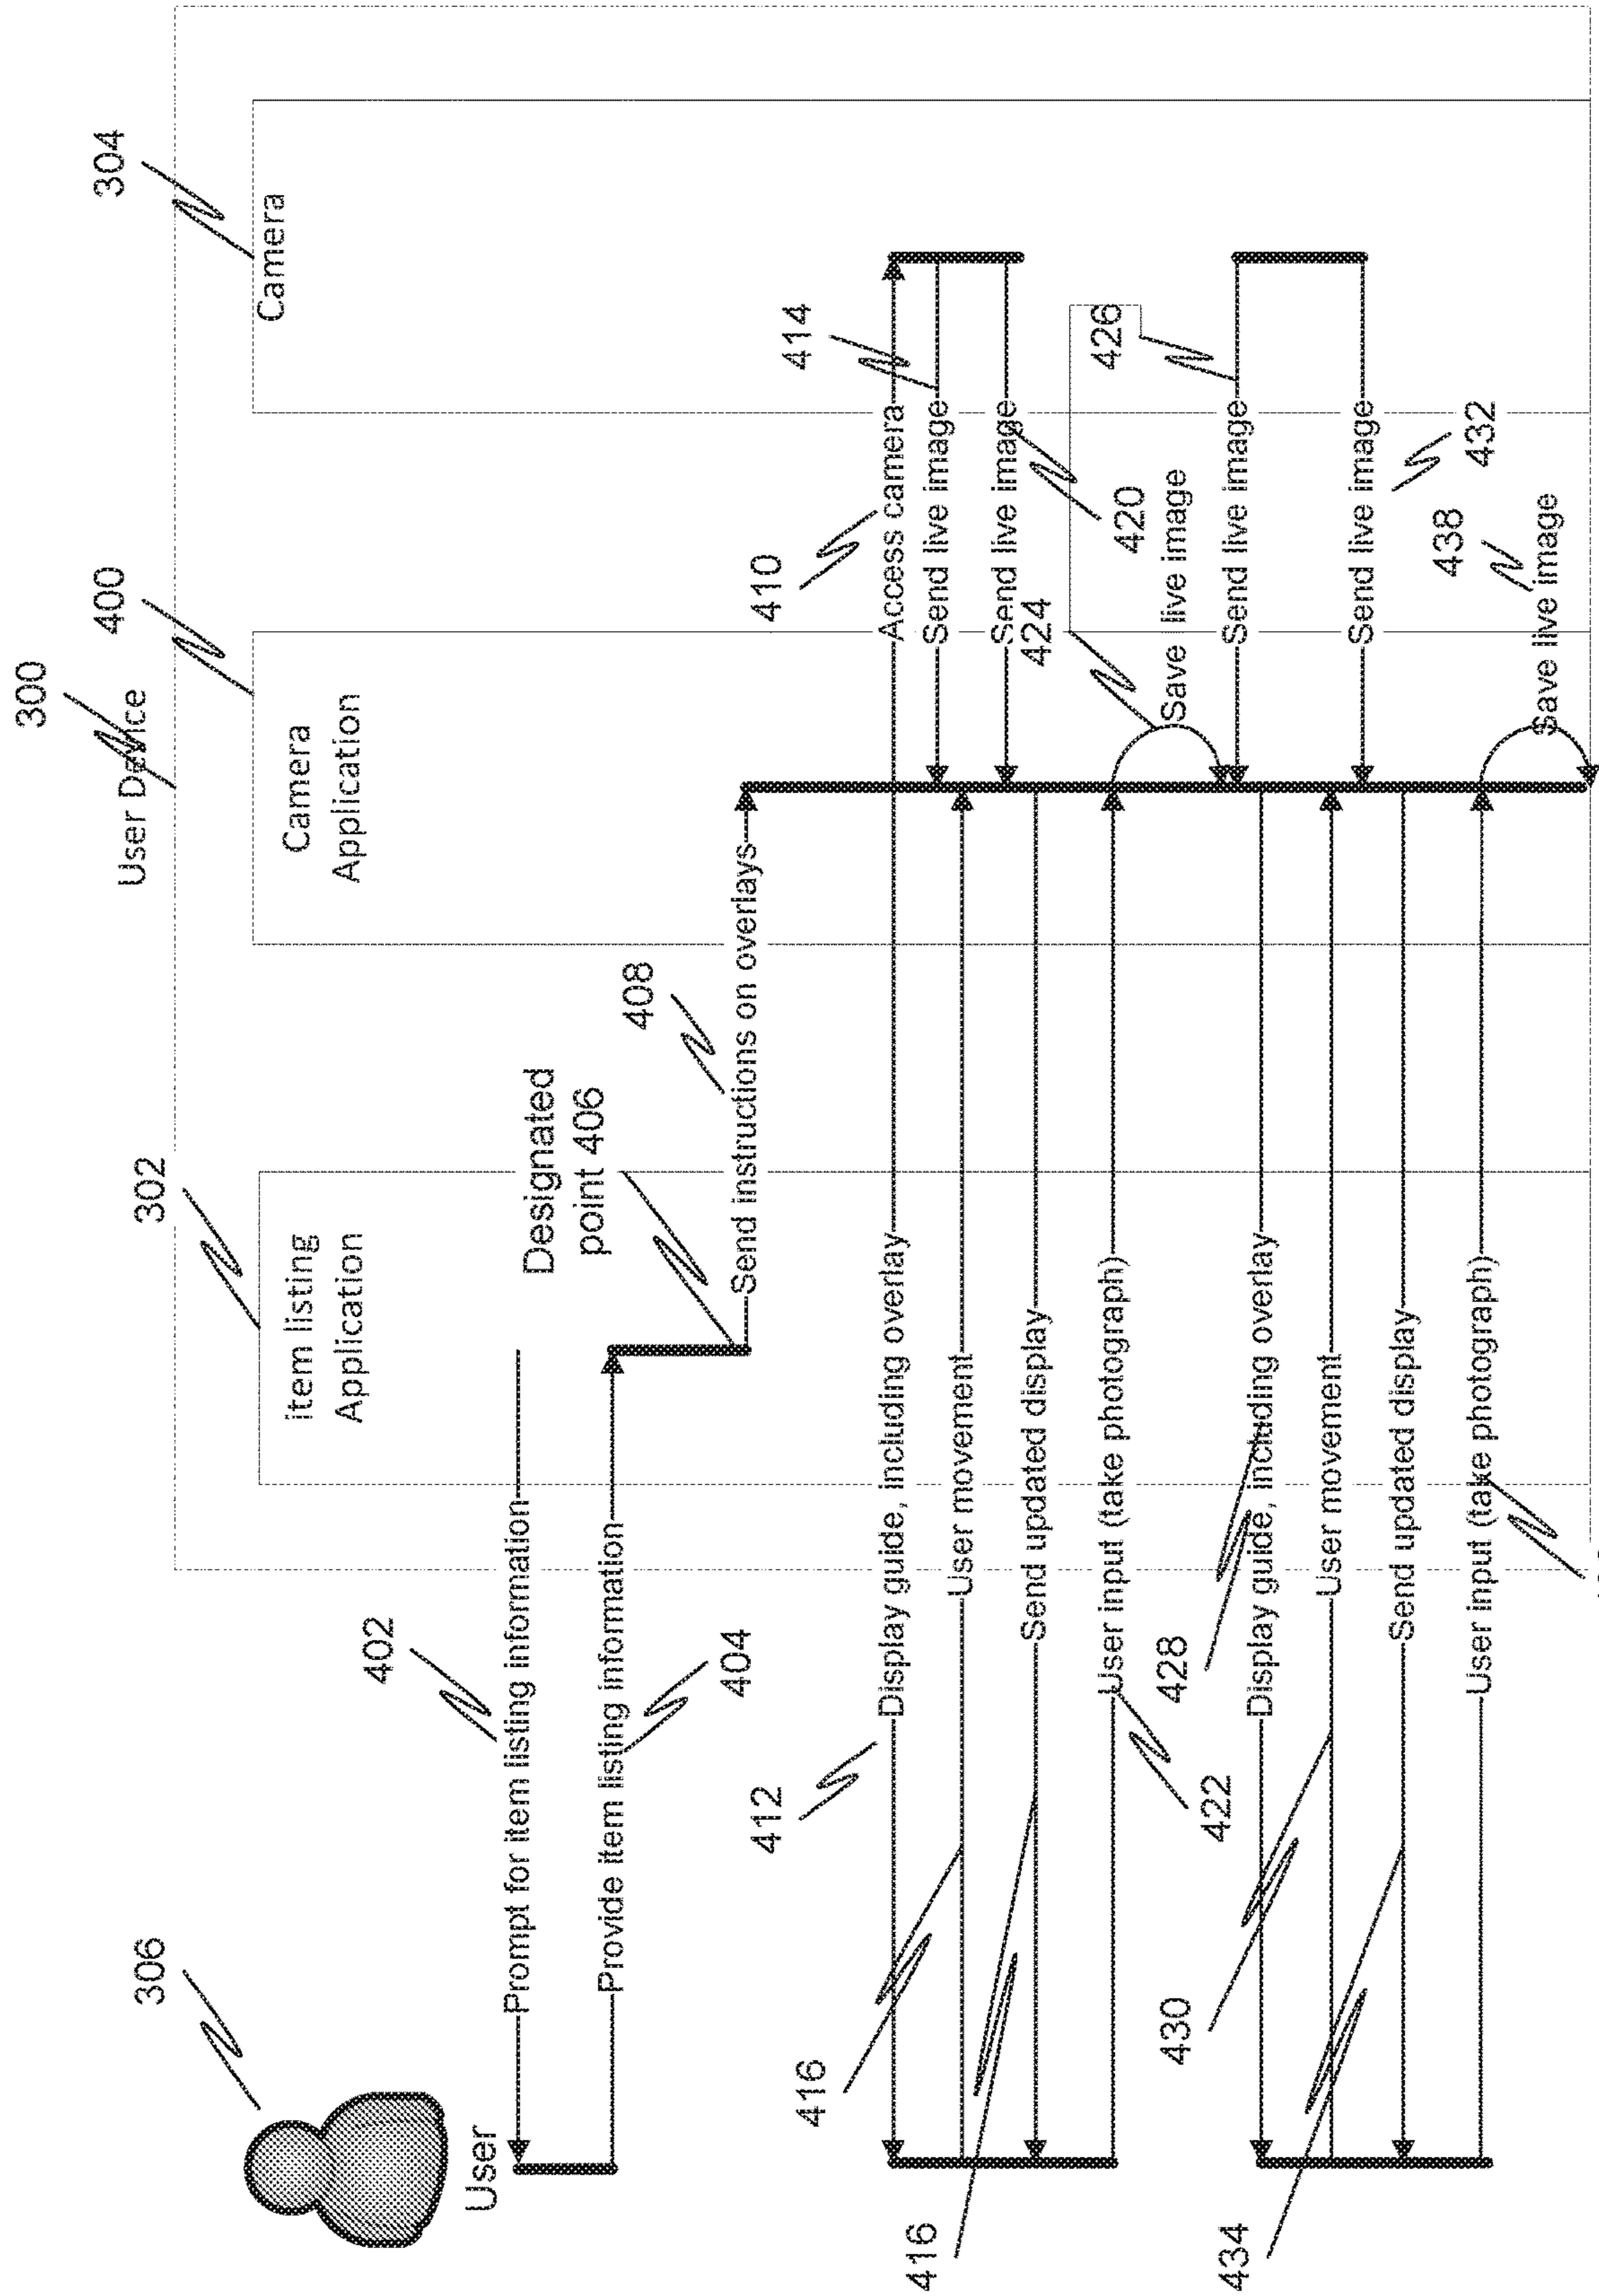 300
User Device
304
Camera
400
Camera
Application
302
item listing
Application
306
User
402
Prompt for item listing information
Provide item listing information
404
Designated
point 406
408
Send instructions on overlays
410
Access camera
412
Display guide, including overlay
414
Send live image
416
User movement
Send live image
420
416
Send updated display
User input (take photograph)
422
424
Save live image
426
Send live image
428
Display guide, including overlay
430
User movement
Send live image
432
434
Send updated display
User input (take photograph)
438
Save live image